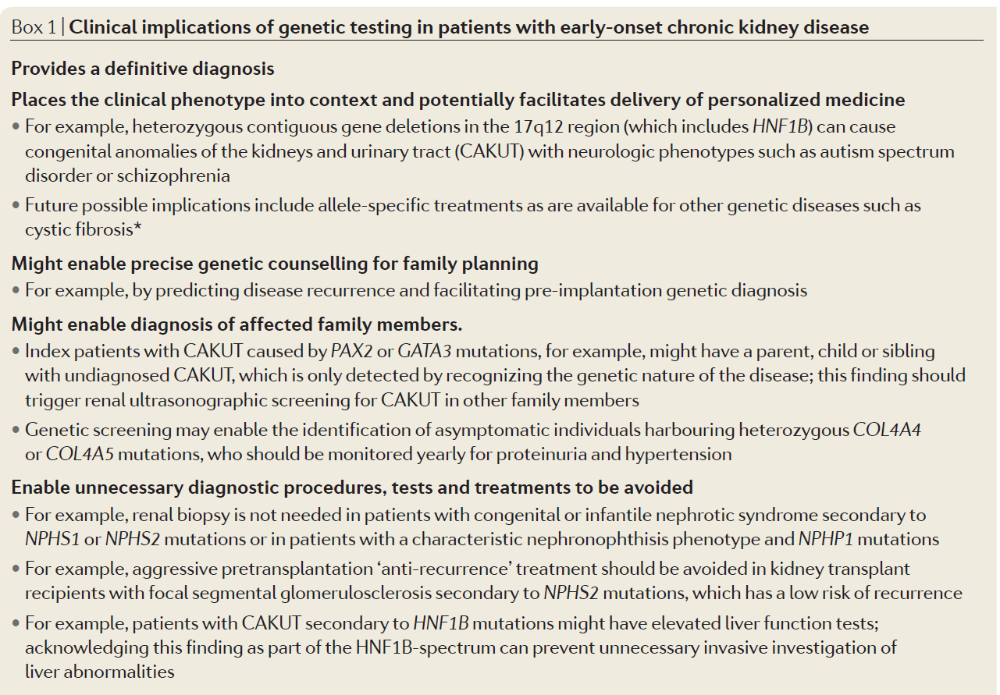 Box 1 | Clinical implications of genetic testing in patients with early-onset chronic kidney disease
Provides a definitive diagnosis
Places the clinical phenotype into context and potentially facilitates delivery of personalized medicine
• For example, heterozygous contiguous gene deletions in the 17q12 region (which includes HNF1B) can cause
congenital anomalies of the kidneys and urinary tract (CAKUT) with neurologic phenotypes such as autism spectrum
disorder or schizophrenia
• Future possible implications include allele-specific treatments as are available for other genetic diseases such as
cystic fibrosis*
Might enable precise genetic counselling for family planning
• For example, by predicting disease recurrence and facilitating pre-implantation genetic diagnosis
Might enable diagnosis of affected family members.
• Index patients with CAKUT caused by PAX2 or GATA3 mutations, for example, might have a parent, child or sibling
with undiagnosed CAKUT, which is only detected by recognizing the genetic nature of the disease; this finding should
trigger renal ultrasonographic screening for CAKUT in other family members
• Genetic screening may enable the identification of asymptomatic individuals harbouring heterozygous COL4A4
or COL4A5 mutations, who should be monitored yearly for proteinuria and hypertension
Enable unnecessary diagnostic procedures, tests and treatments to be avoided
• For example, renal biopsy is not needed in patients with congenital or infantile nephrotic syndrome secondary to
NPHS1 or NPHS2 mutations or in patients with a characteristic nephronophthisis phenotype and NPHP1 mutations
• For example, aggressive pretransplantation ‘anti-recurrence’ treatment should be avoided in kidney transplant
recipients with focal segmental glomerulosclerosis secondary to NPHS2 mutations, which has a low risk of recurrence
• For example, patients with CAKUT secondary to HNF1B mutations might have elevated liver function tests;
acknowledging this finding as part of the HNF1B-spectrum can prevent unnecessary invasive investigation of
liver abnormalities